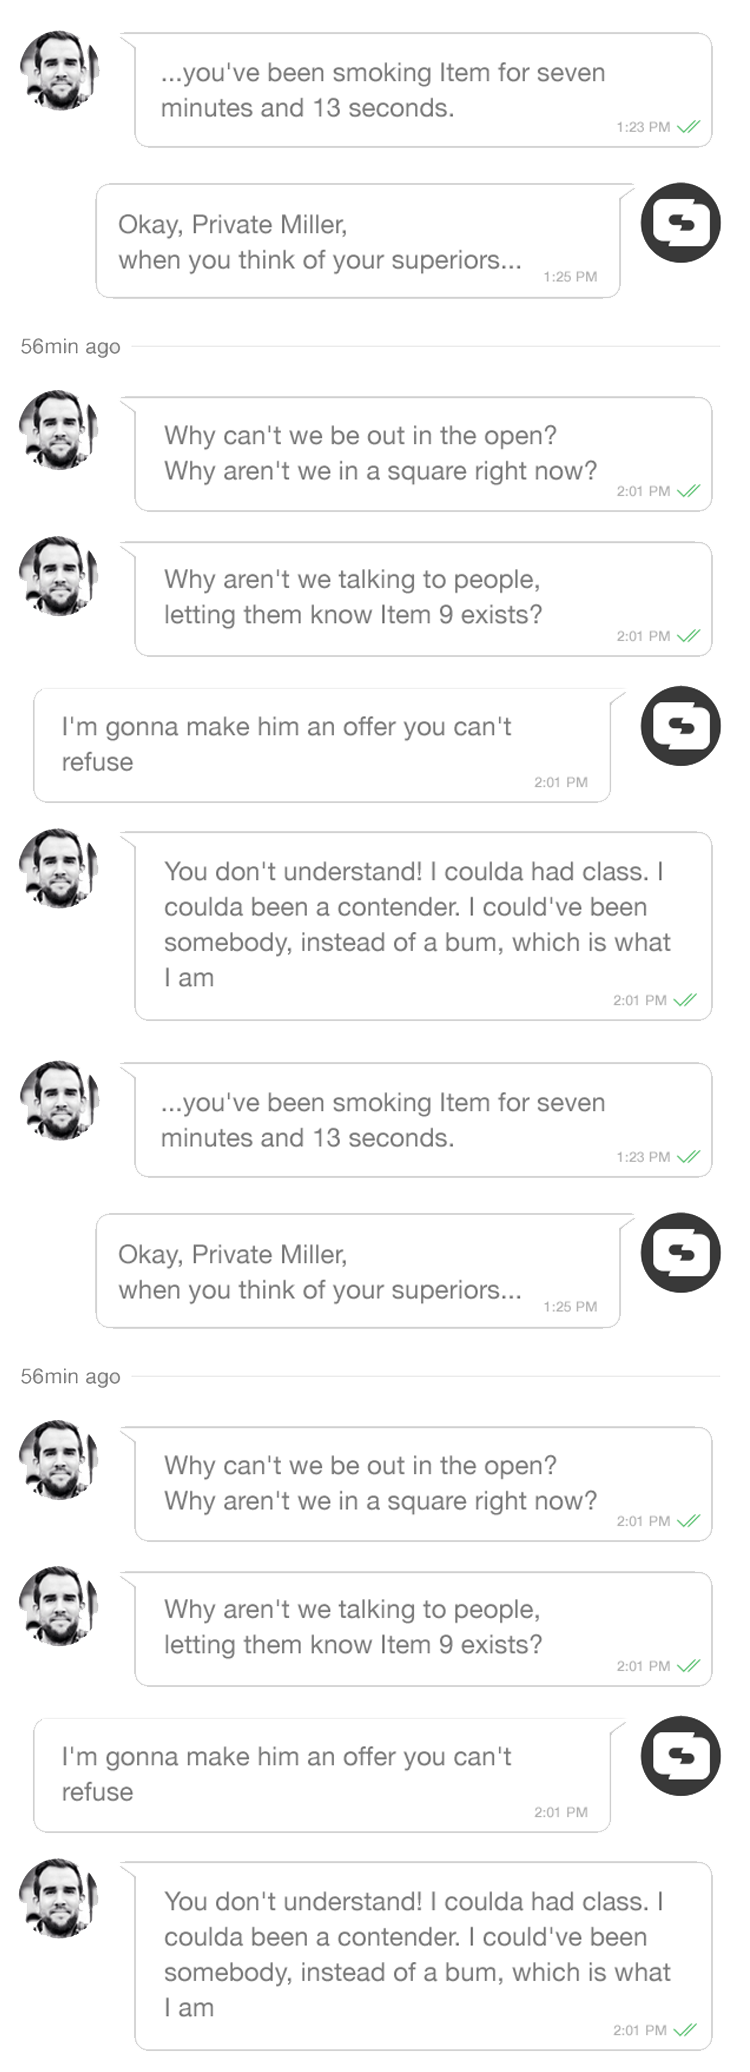 ...you've been smoking Item for seven
minutes and 13 seconds.
1:23 PM
Okay, Private Miller,
when you think of your superiors...
1:25 PM
56min ago
Why can't we be out in the open?
Why aren't we in a square right now?
2:01 PM
Why aren't we talking to people,
letting them know Item 9 exists?
2:01 PM
I'm gonna make him an offer you can't
refuse
2:01 PM
You don't understand! I coulda had class. I
coulda been a contender. I could've been
somebody, instead of a bum, which is what
I am
2:01 PM
...you've been smoking Item for seven
minutes and 13 seconds.
1:23 PM
Okay, Private Miller,
when you think of your superiors...
1:25 PM
56min ago
Why can't we be out in the open?
Why aren't we in a square right now?
2:01 PM
Why aren't we talking to people,
letting them know Item 9 exists?
2:01 PM
I'm gonna make him an offer you can't
refuse
2:01 PM
You don't understand! I coulda had class. I
coulda been a contender. I could've been
somebody, instead of a bum, which is what
I am
2:01 PM